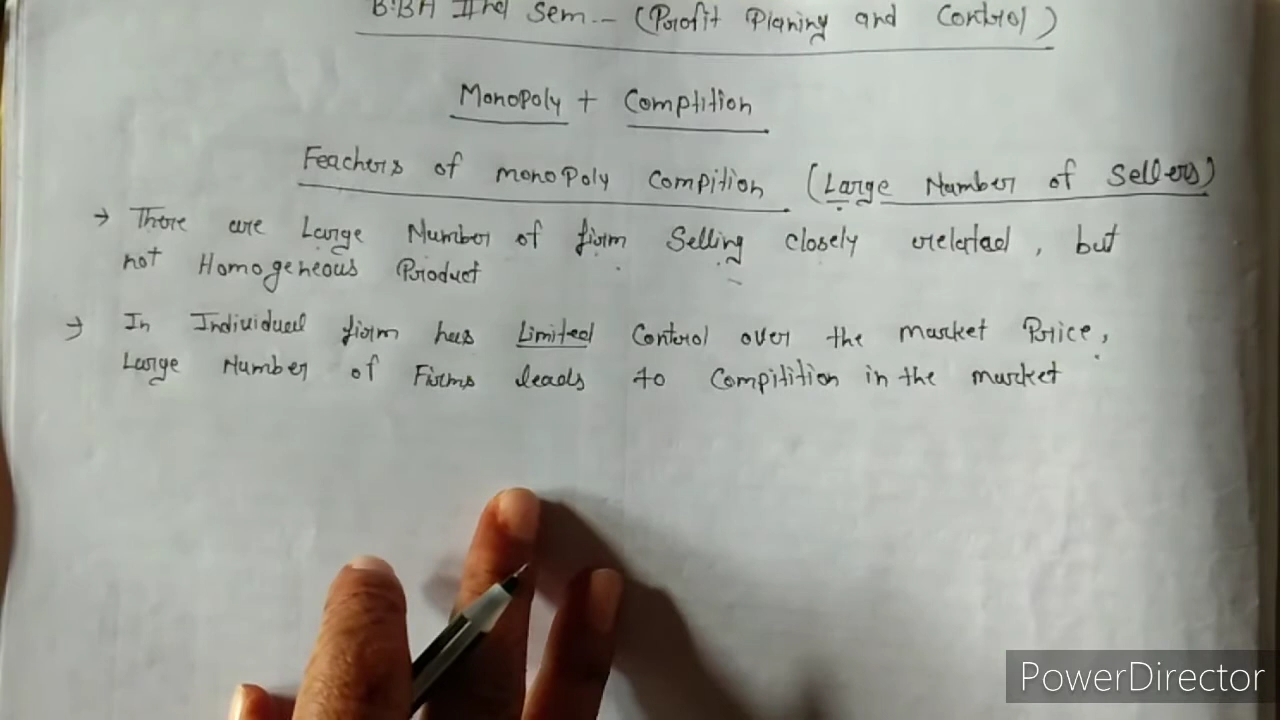 B.BA IInd Sem.- (Profit Planing and Control)
Monopoly + Comptition
Feachers of monopoly compition (Large Number of Sellers)
→ There are Large Number of firm Selling closely related, but
not Homogeneous Product
→ In Individual firm has Limited Control over the market Price,
Large Number of Firms leads to Compitition in the market
PowerDirector